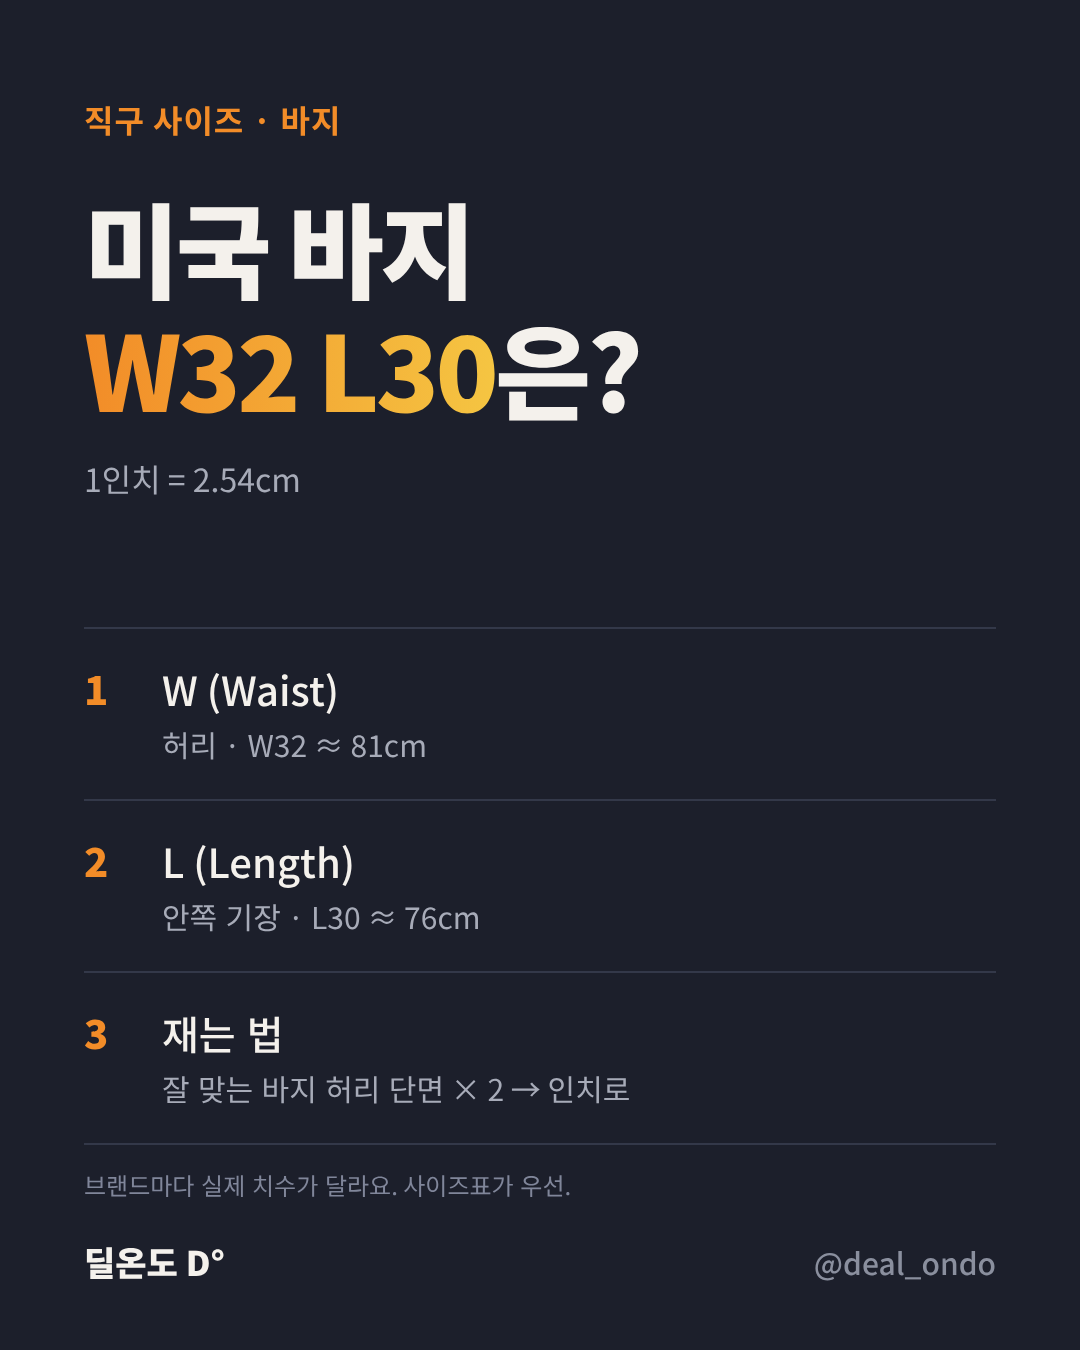 직구 사이즈 · 바지
미국 바지
W32 L30은?
1인치 = 2.54cm
1 W (Waist)
허리 · W32 ≈ 81cm
2 L (Length)
안쪽 기장 · L30 ≈ 76cm
3 재는 법
잘 맞는 바지 허리 단면 × 2 → 인치로
브랜드마다 실제 치수가 달라요. 사이즈표가 우선.
딜온도 D°
@deal_ondo